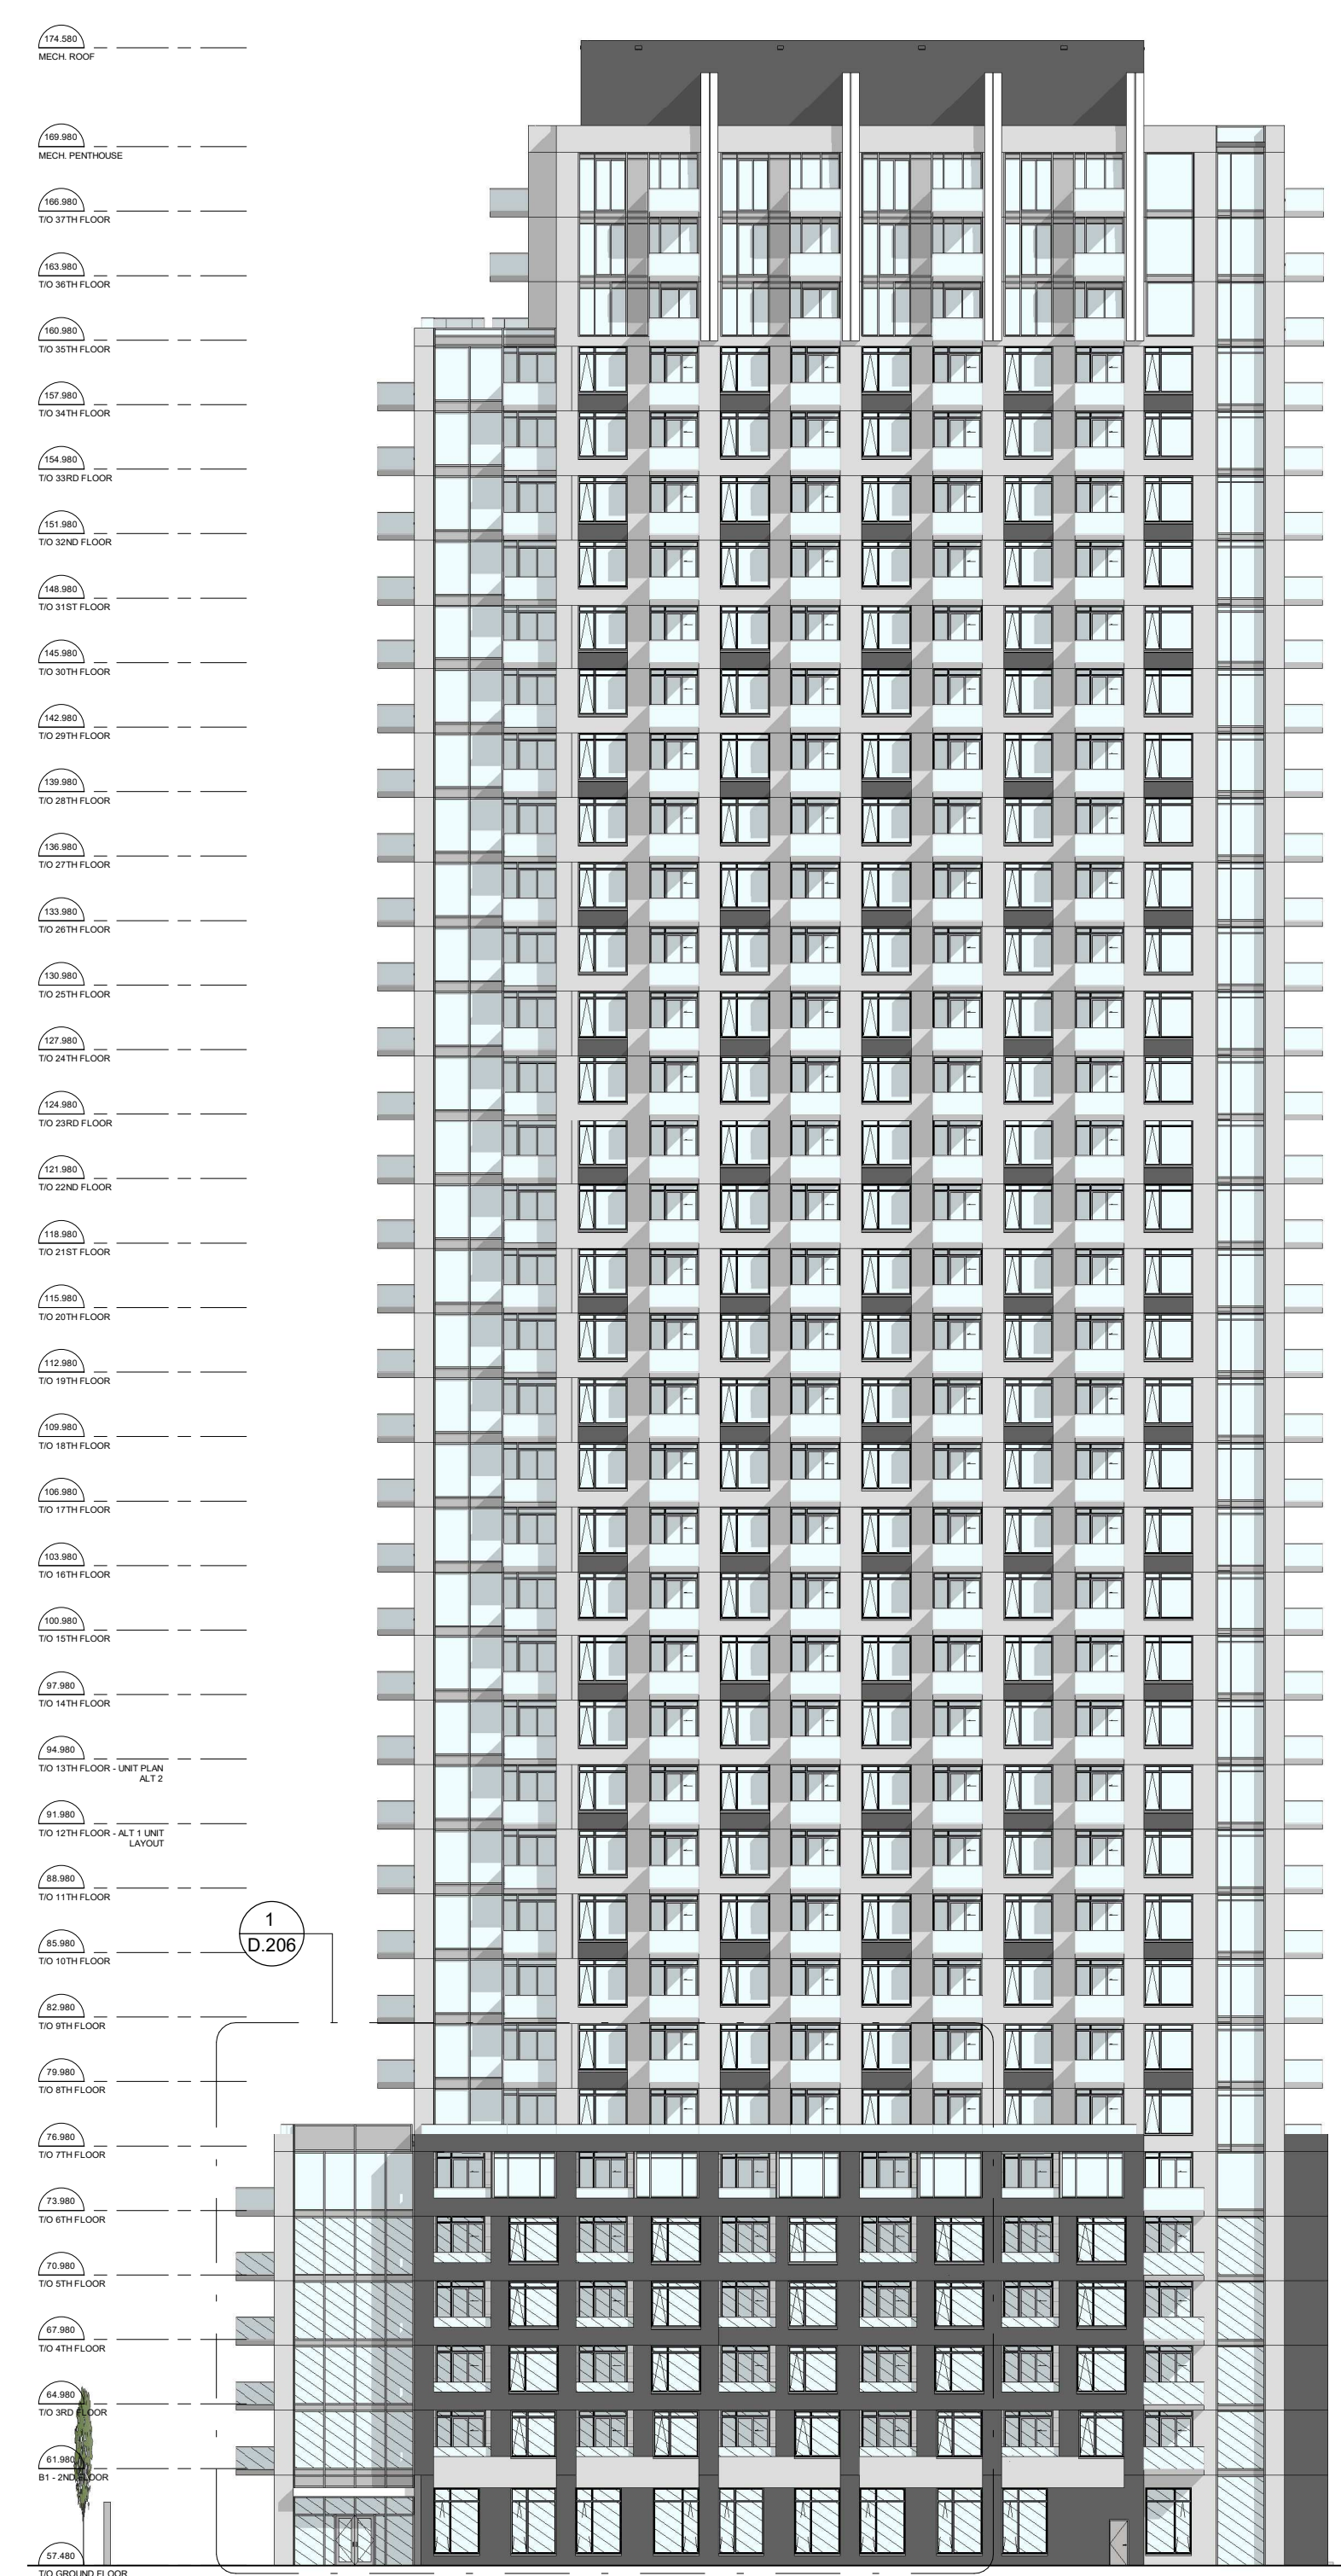 174.580
MECH. ROOF
169.980
MECH. PENTHOUSE
166.980
T/O 37TH FLOOR
163.980
T/O 36TH FLOOR
160.980
T/O 35TH FLOOR
157.980
T/O 34TH FLOOR
154.980
T/O 33RD FLOOR
151.980
T/O 32ND FLOOR
148.980
T/O 31ST FLOOR
145.980
T/O 30TH FLOOR
142.980
T/O 29TH FLOOR
139.980
T/O 28TH FLOOR
136.980
T/O 27TH FLOOR
133.980
T/O 26TH FLOOR
130.980
T/O 25TH FLOOR
127.980
T/O 24TH FLOOR
124.980
T/O 23RD FLOOR
121.980
T/O 22ND FLOOR
118.980
T/O 21ST FLOOR
115.980
T/O 20TH FLOOR
112.980
T/O 19TH FLOOR
109.980
T/O 18TH FLOOR
106.980
T/O 17TH FLOOR
103.980
T/O 16TH FLOOR
100.980
T/O 15TH FLOOR
97.980
T/O 14TH FLOOR
94.980
T/O 13TH FLOOR - UNIT PLAN
ALT 2
91.980
T/O 12TH FLOOR - ALT 1 UNIT
LAYOUT
88.980
T/O 11TH FLOOR
1
D.206
85.980
T/O 10TH FLOOR
82.980
T/O 9TH FLOOR
79.980
T/O 8TH FLOOR
76.980
T/O 7TH FLOOR
73.980
T/O 6TH FLOOR
70.980
T/O 5TH FLOOR
67.980
T/O 4TH FLOOR
64.980
T/O 3RD FLOOR
61.980
B1 - 2ND FLOOR
57.480
T/O GROUND FLOOR